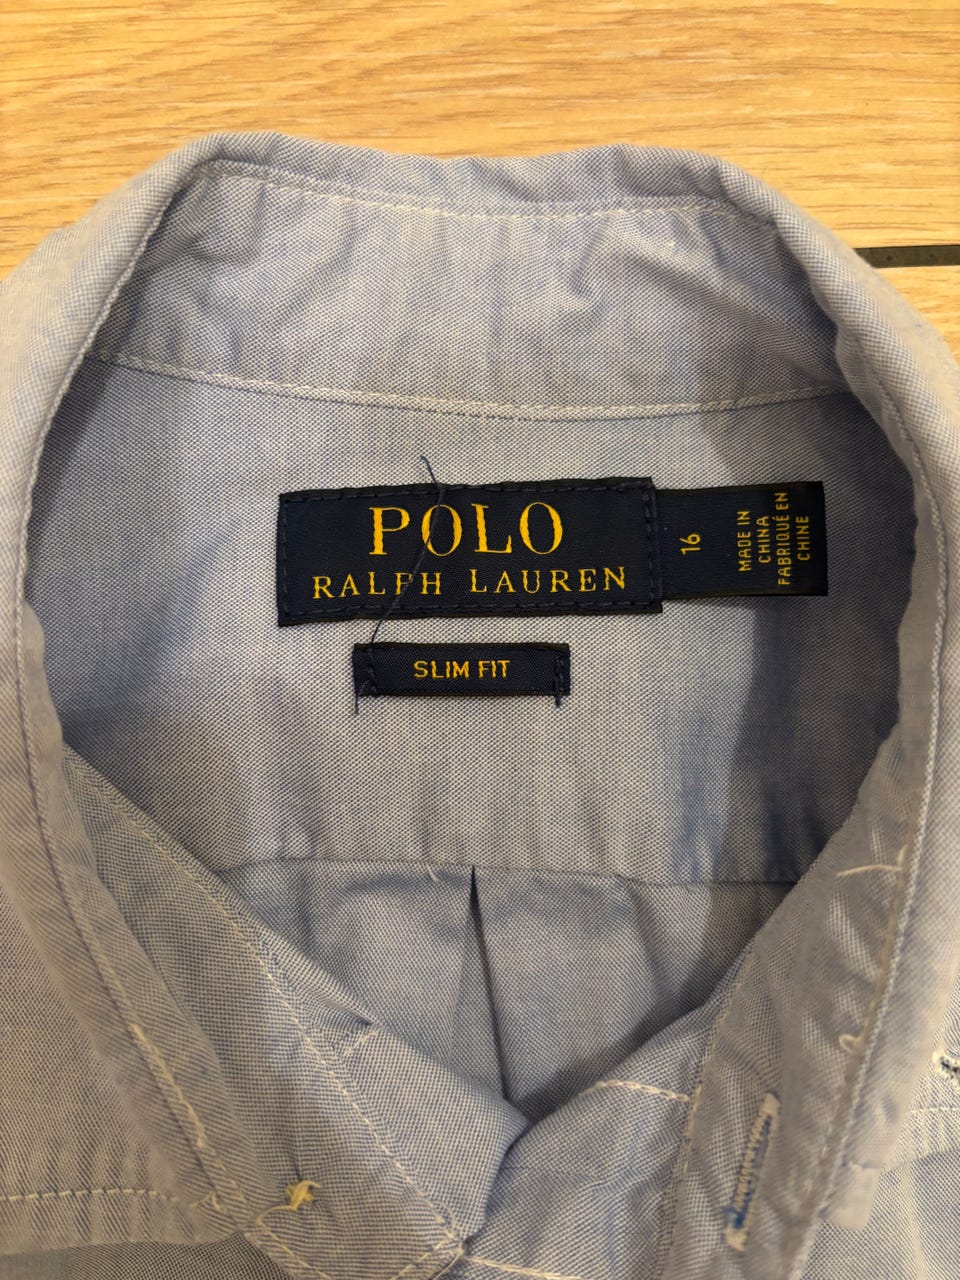 POLO
RALPH LAUREN
16
MADE IN
CHINA
FABRIQUÉ EN
CHINE
SLIM FIT